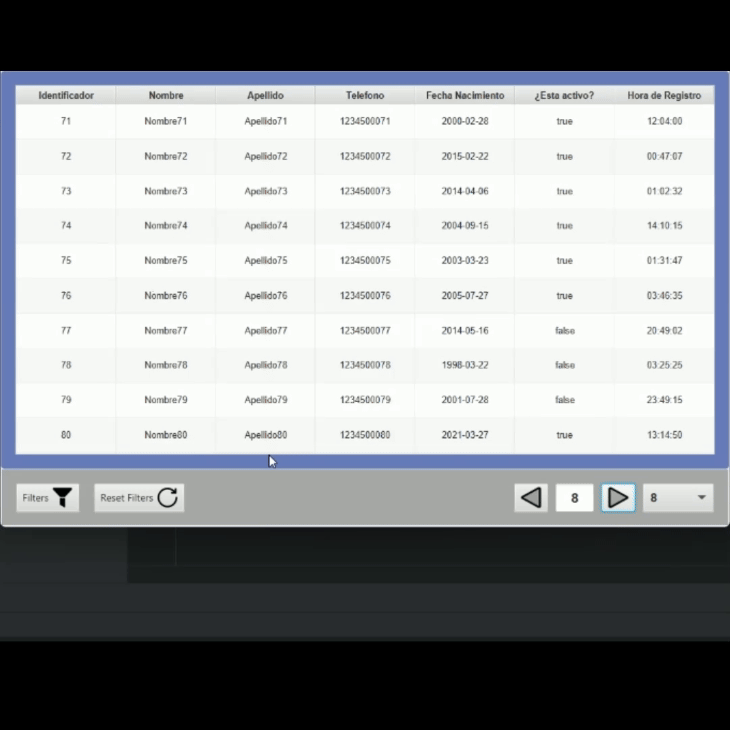 Identificador Nombre Apellido Telefono Fecha Nacimiento ¿Esta activo? Hora de Registro
71 Nombre71 Apellido71 1234500071 2000-02-28 true 12:04:00
72 Nombre72 Apellido72 1234500072 2015-02-22 true 00:47:07
73 Nombre73 Apellido73 1234500073 2014-04-06 true 01:02:32
74 Nombre74 Apellido74 1234500074 2004-09-15 true 14:10:15
75 Nombre75 Apellido75 1234500075 2003-03-23 true 01:31:47
76 Nombre76 Apellido76 1234500076 2005-07-27 true 03:46:35
77 Nombre77 Apellido77 1234500077 2014-05-16 false 20:49:02
78 Nombre78 Apellido78 1234500078 1998-03-22 false 03:25:25
79 Nombre79 Apellido79 1234500079 2001-07-28 false 23:49:15
80 Nombre80 Apellido80 1234500080 2021-03-27 true 13:14:50
Filters Reset Filters 8 8